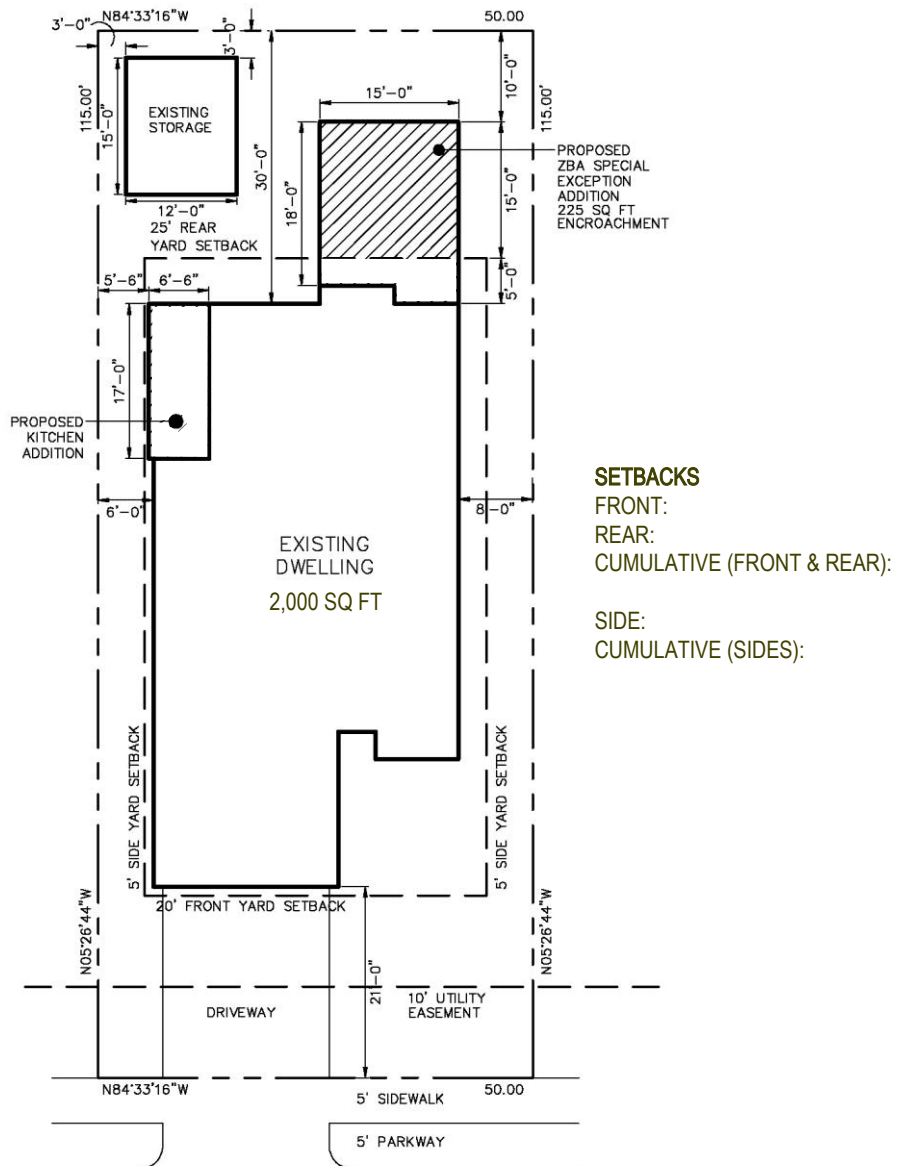 N84°33'16"W
50.00
3'-0"
3'-0"
115.00'
15'-0"
EXISTING
STORAGE
12'-0"
25' REAR
YARD SETBACK
30'-0"
15'-0"
18'-0"
10'-0"
115.00'
15'-0"
5'-0"
PROPOSED
ZBA SPECIAL
EXCEPTION
ADDITION
225 SQ FT
ENCROACHMENT
5'-6"
6'-6"
17'-0"
PROPOSED
KITCHEN
ADDITION
6'-0"
8'-0"
EXISTING
DWELLING
2,000 SQ FT
SETBACKS
FRONT:
REAR:
CUMULATIVE (FRONT & REAR):
SIDE:
CUMULATIVE (SIDES):
5' SIDE YARD SETBACK
5' SIDE YARD SETBACK
20' FRONT YARD SETBACK
N05°26'44"W
N05°26'44"W
21'-0"
DRIVEWAY
10' UTILITY
EASEMENT
N84°33'16"W
50.00
5' SIDEWALK
5' PARKWAY